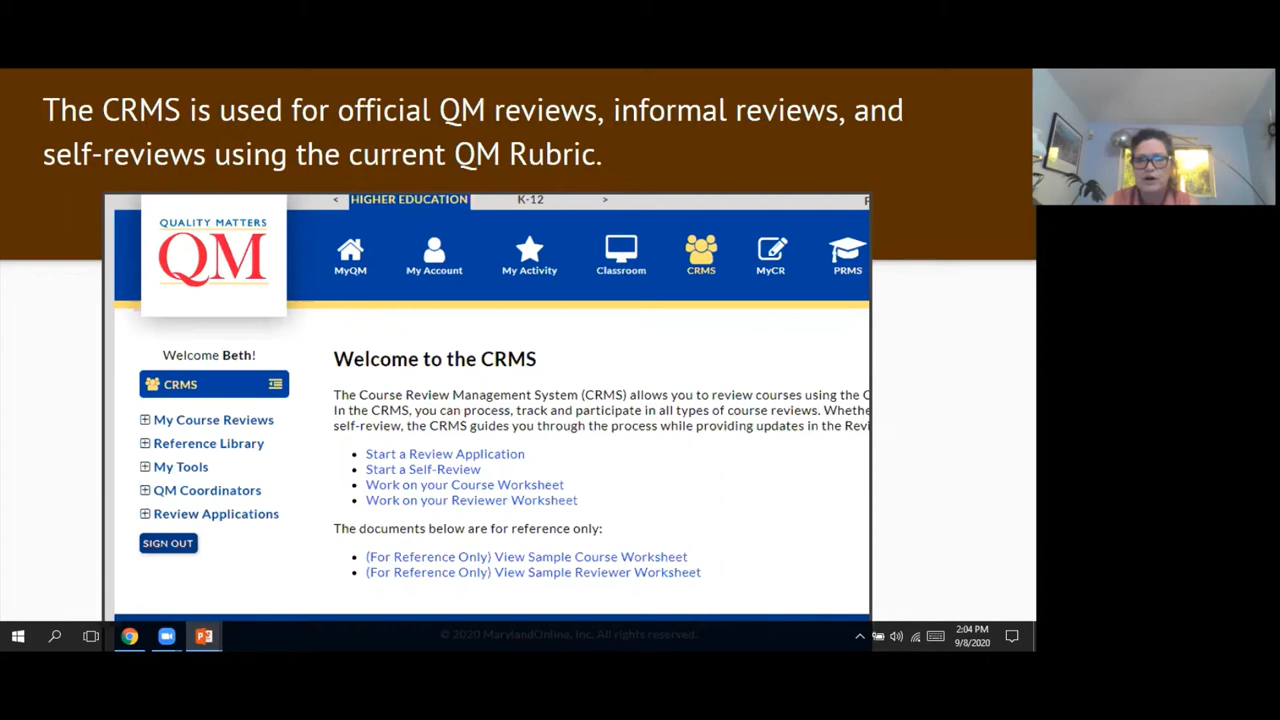 The CRMS is used for official QM reviews, informal reviews, and
self-reviews using the current QM Rubric.
< HIGHER EDUCATION K-12 >
QUALITY MATTERS
QM
MyQM My Account My Activity Classroom CRMS MyCR PRMS
Welcome Beth!
CRMS
My Course Reviews
Reference Library
My Tools
QM Coordinators
Review Applications
SIGN OUT
Welcome to the CRMS
The Course Review Management System (CRMS) allows you to review courses using the
In the CRMS, you can process, track and participate in all types of course reviews.
self-review, the CRMS guides you through the process while providing updates in the
Start a Review Application
Start a Self-Review
Work on your Course Worksheet
Work on your Reviewer Worksheet
The documents below are for reference only:
(For Reference Only) View Sample Course Worksheet
(For Reference Only) View Sample Reviewer Worksheet
© 2020 MarylandOnline, Inc. All rights reserved.
2:04 PM
9/8/2020